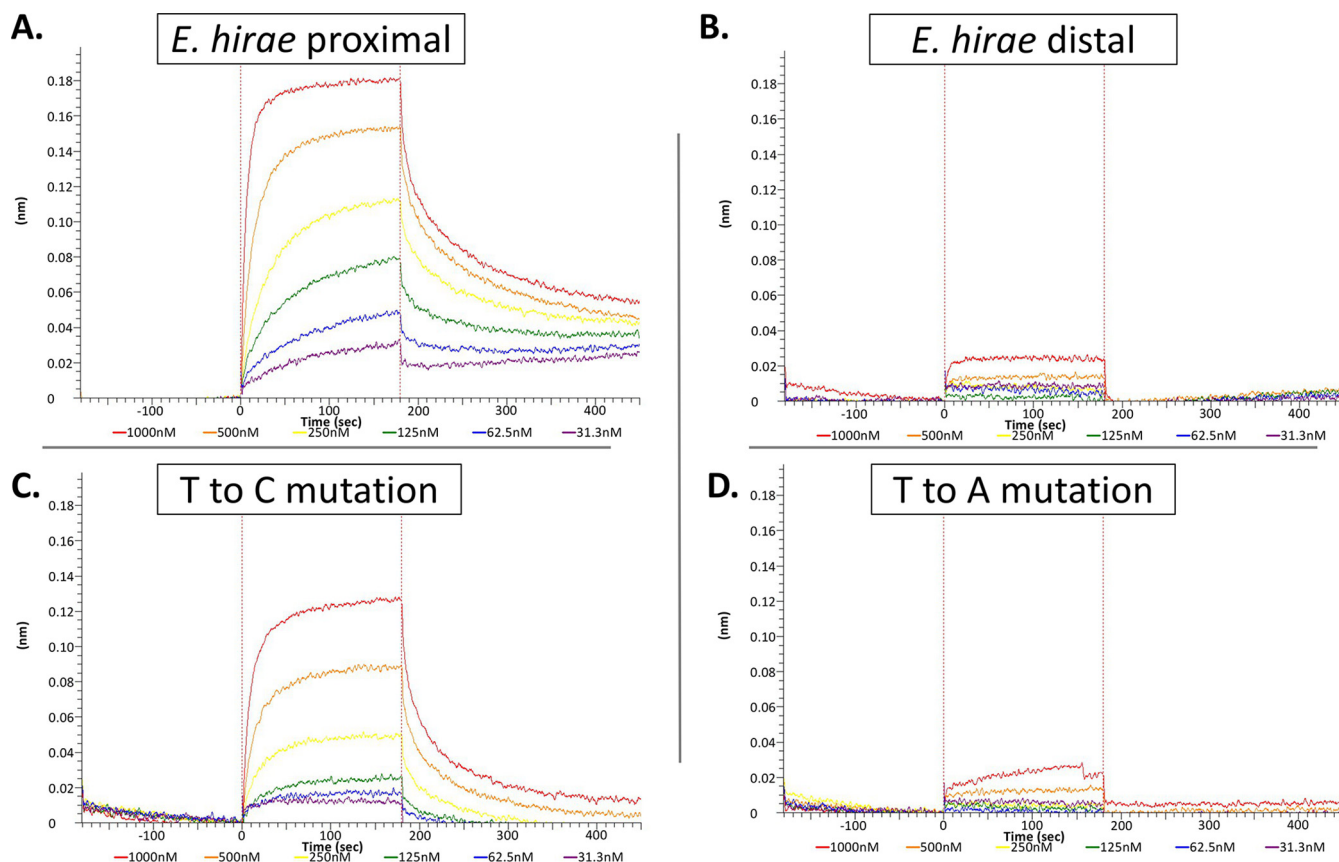 A.
E. hirae proximal
0.18
0.16
0.14
0.12
0.10
0.08
0.06
0.04
0.02
0
(nm)
-100 0 100 200 300 400
Time (sec)
1000nM 500nM 250nM 125nM 62.5nM 31.3nM
B.
E. hirae distal
0.18
0.16
0.14
0.12
0.10
0.08
0.06
0.04
0.02
0
(nm)
-100 0 100 200 300 400
Time (sec)
1000nM 500nM 250nM 125nM 62.5nM 31.3nM
C.
T to C mutation
0.18
0.16
0.14
0.12
0.10
0.08
0.06
0.04
0.02
0
(nm)
-100 0 100 200 300 400
Time (sec)
1000nM 500nM 250nM 125nM 62.5nM 31.3nM
D.
T to A mutation
0.18
0.16
0.14
0.12
0.10
0.08
0.06
0.04
0.02
0
(nm)
-100 0 100 200 300 400
Time (sec)
1000nM 500nM 250nM 125nM 62.5nM 31.3nM